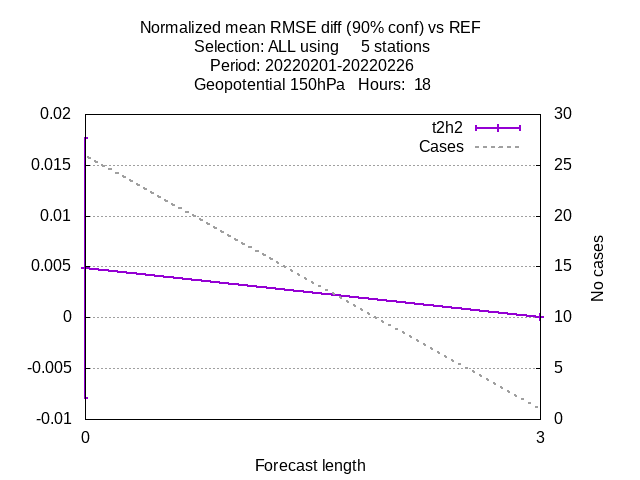 Normalized mean RMSE diff (90% conf) vs REF
Selection: ALL using     5 stations
Period: 20220201-20220226
Geopotential 150hPa   Hours:  18
t2h2
Cases
0.02
0.015
0.01
0.005
0
-0.005
-0.01
30
25
20
15
10
5
0
No cases
0
3
Forecast length